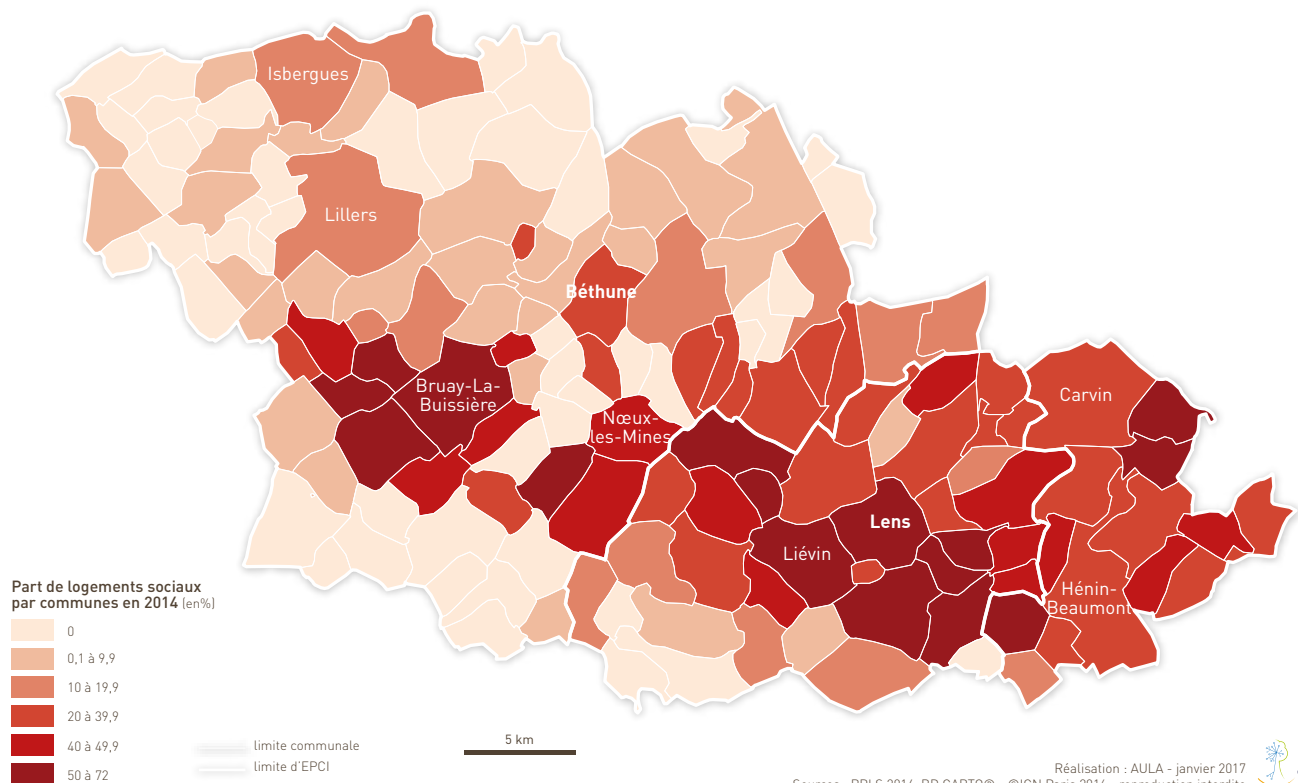 Isbergues
Lillers
Béthune
Bruay-La-
Buissière
Nœux-
les-Mines
Carvin
Lens
Liévin
Hénin-
Beaumont
Part de logements sociaux
par communes en 2014 (en%)
0
0,1 à 9,9
10 à 19,9
20 à 39,9
40 à 49,9
50 à 72
limite communale
limite d'EPCI
5 km
Réalisation : AULA - janvier 2017